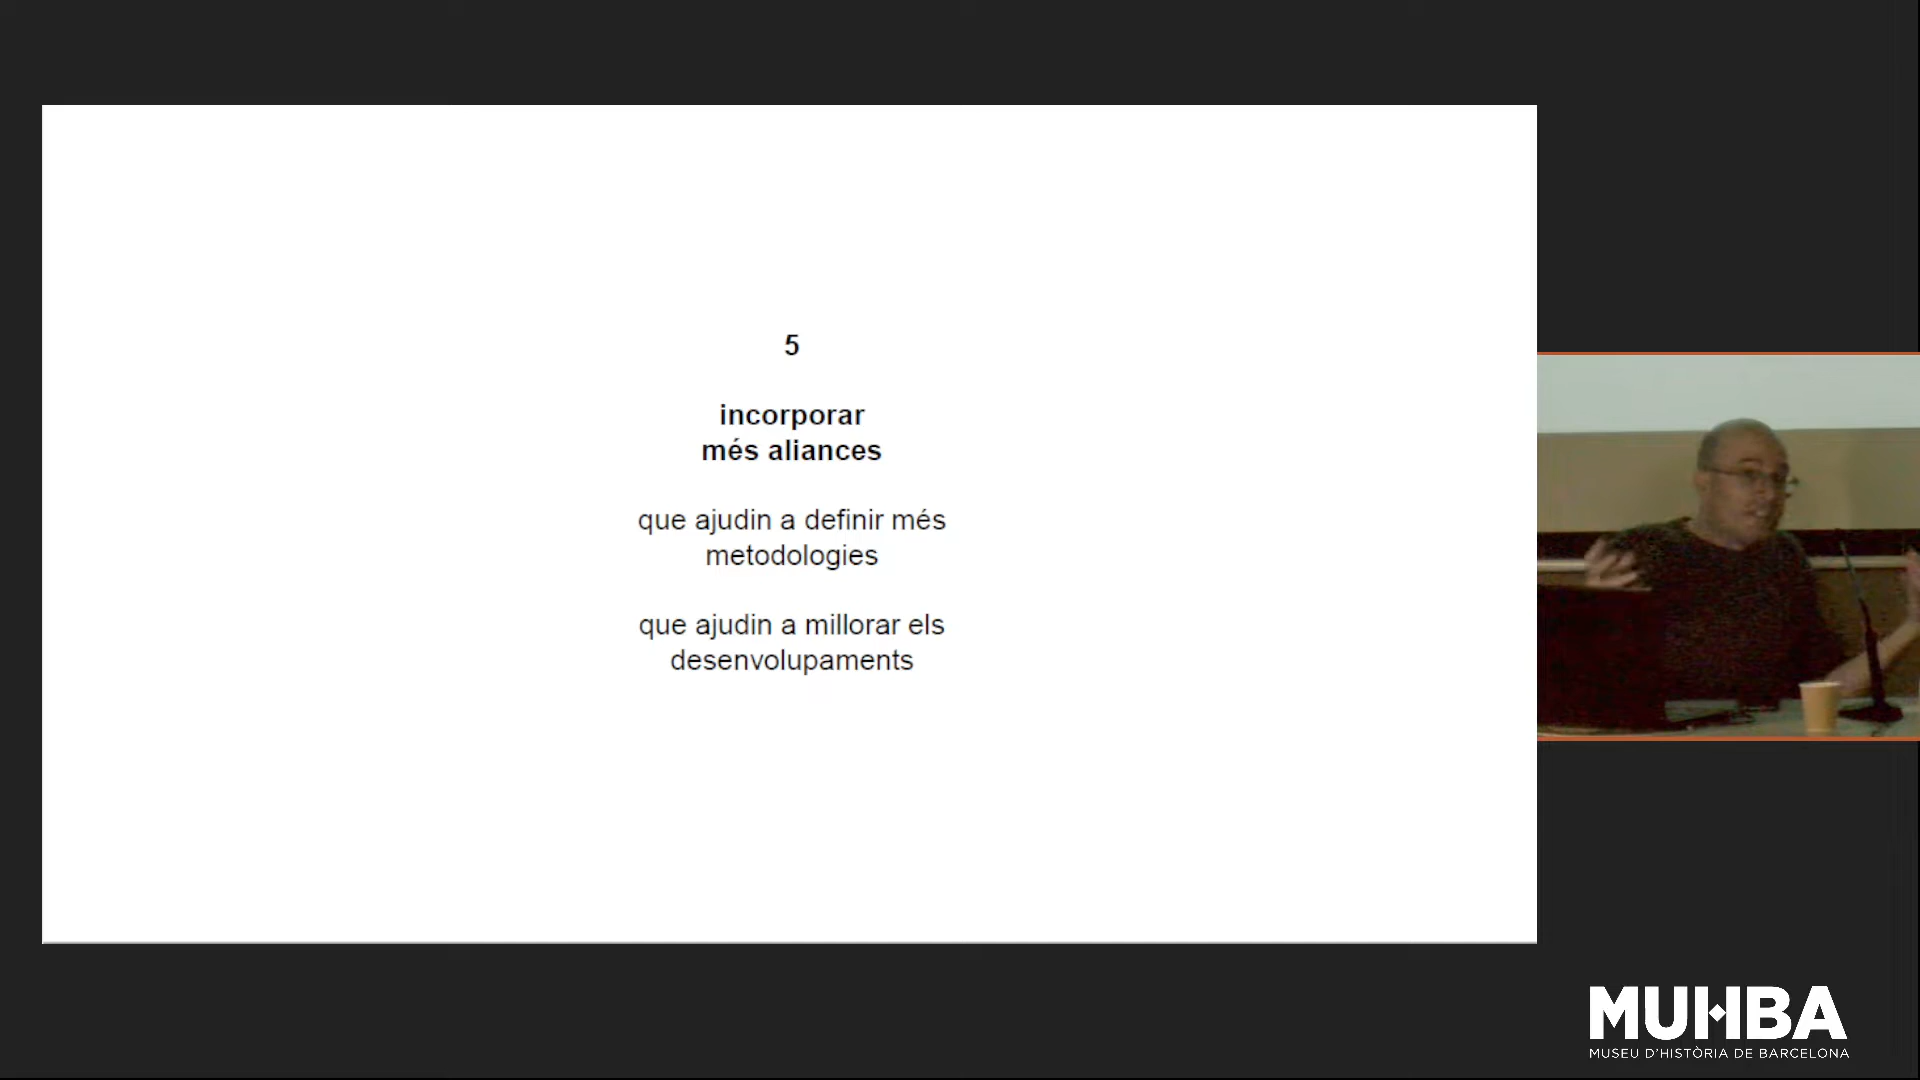 5
incorporar
més aliances
que ajudin a definir més
metodologies
que ajudin a millorar els
desenvolupaments
MUHBA
MUSEU D'HISTÒRIA DE BARCELONA